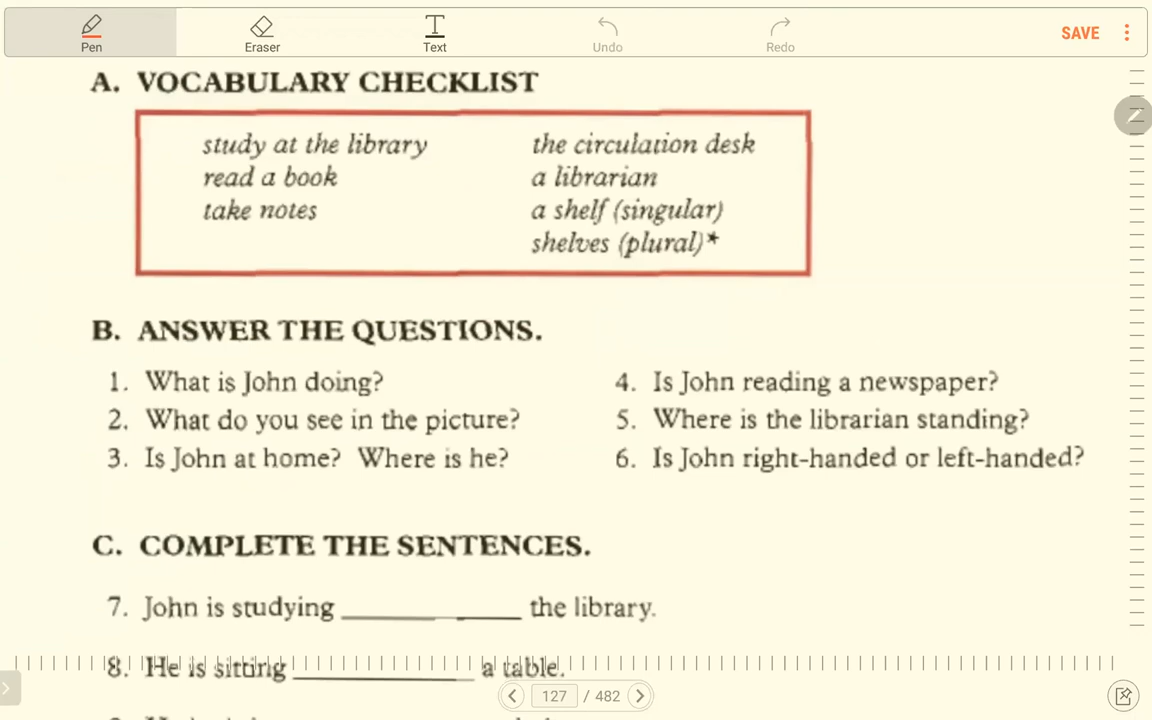 Pen Eraser Text Undo Redo SAVE
A. VOCABULARY CHECKLIST
study at the library the circulation desk
read a book a librarian
take notes a shelf (singular)
shelves (plural)*
B. ANSWER THE QUESTIONS.
1. What is John doing? 4. Is John reading a newspaper?
2. What do you see in the picture? 5. Where is the librarian standing?
3. Is John at home? Where is he? 6. Is John right-handed or left-handed?
C. COMPLETE THE SENTENCES.
7. John is studying ______ the library.
8. He is sitting ______ a table.
127 / 482